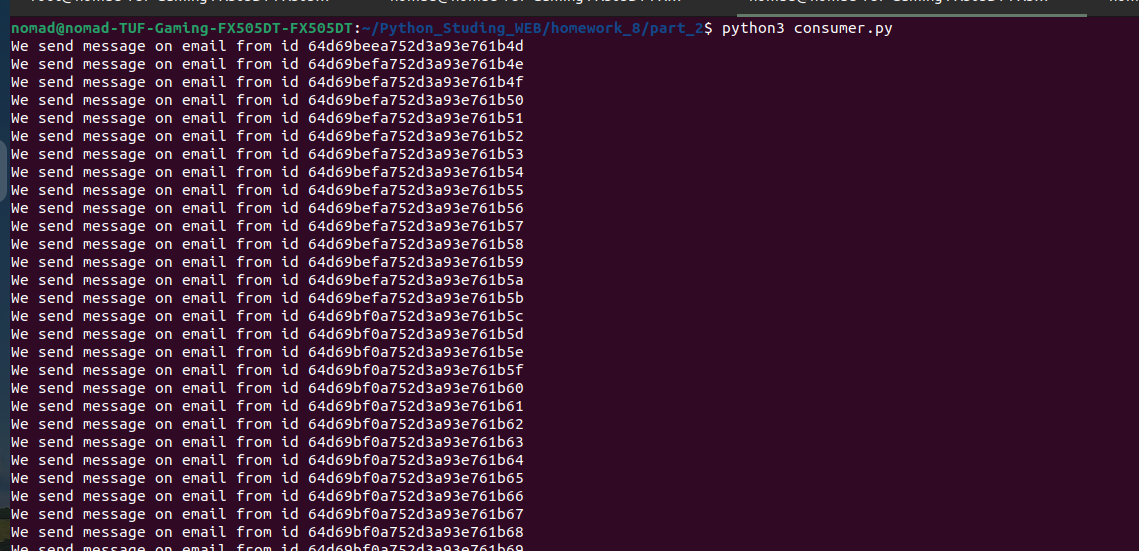 nomad@nomad-TUF-Gaming-FX505DT-FX505DT:~/Python_Studing_WEB/homework_8/part_2$ python3 consumer.py
We send message on email from id 64d69beea752d3a93e761b4d
We send message on email from id 64d69befa752d3a93e761b4e
We send message on email from id 64d69befa752d3a93e761b4f
We send message on email from id 64d69befa752d3a93e761b50
We send message on email from id 64d69befa752d3a93e761b51
We send message on email from id 64d69befa752d3a93e761b52
We send message on email from id 64d69befa752d3a93e761b53
We send message on email from id 64d69befa752d3a93e761b54
We send message on email from id 64d69befa752d3a93e761b55
We send message on email from id 64d69befa752d3a93e761b56
We send message on email from id 64d69befa752d3a93e761b57
We send message on email from id 64d69befa752d3a93e761b58
We send message on email from id 64d69befa752d3a93e761b59
We send message on email from id 64d69befa752d3a93e761b5a
We send message on email from id 64d69befa752d3a93e761b5b
We send message on email from id 64d69bf0a752d3a93e761b5c
We send message on email from id 64d69bf0a752d3a93e761b5d
We send message on email from id 64d69bf0a752d3a93e761b5e
We send message on email from id 64d69bf0a752d3a93e761b5f
We send message on email from id 64d69bf0a752d3a93e761b60
We send message on email from id 64d69bf0a752d3a93e761b61
We send message on email from id 64d69bf0a752d3a93e761b62
We send message on email from id 64d69bf0a752d3a93e761b63
We send message on email from id 64d69bf0a752d3a93e761b64
We send message on email from id 64d69bf0a752d3a93e761b65
We send message on email from id 64d69bf0a752d3a93e761b66
We send message on email from id 64d69bf0a752d3a93e761b67
We send message on email from id 64d69bf0a752d3a93e761b68
We send message on email from id 64d69bf0a752d3a93e761b69